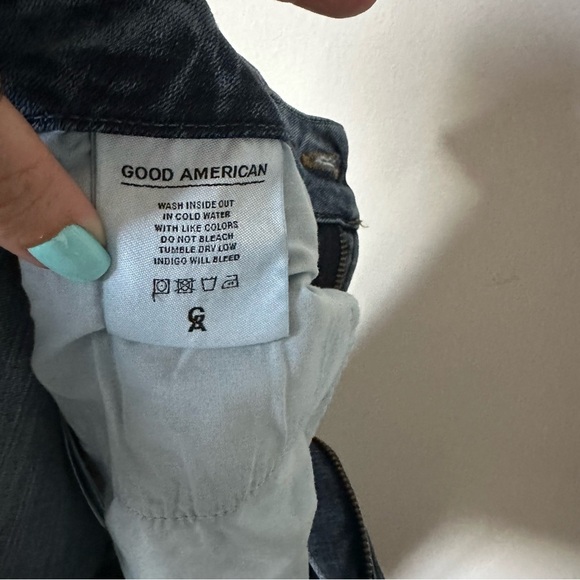 GOOD AMERICAN
WASH INSIDE OUT
IN COLD WATER
WITH LIKE COLORS
DO NOT BLEACH
TUMBLE DRY LOW
INDIGO WILL BLEED
GA